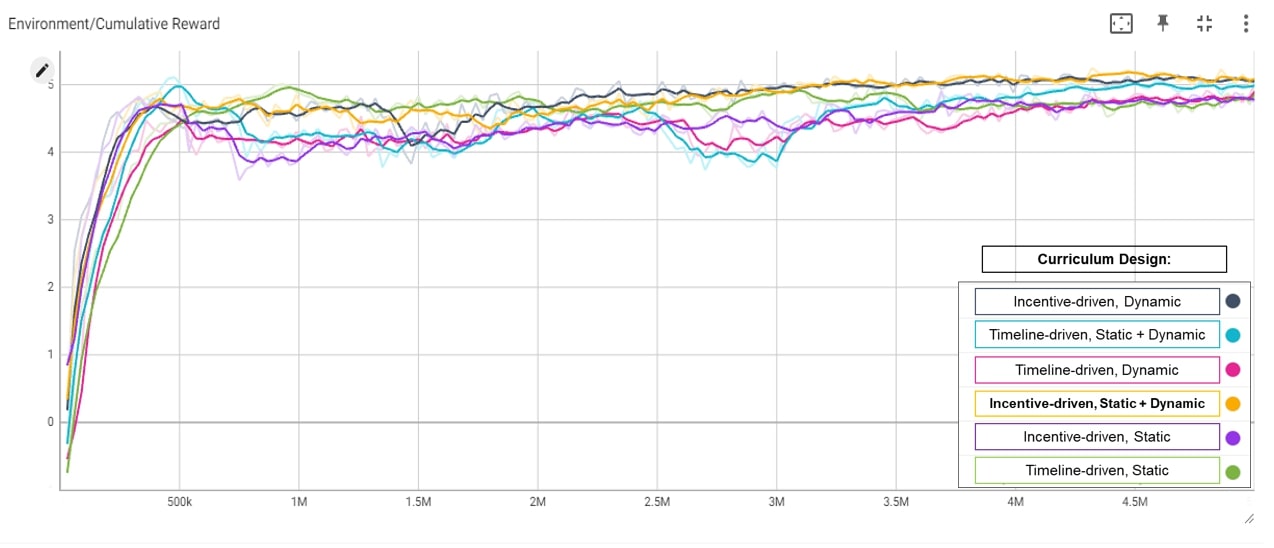 Environment/Cumulative Reward
5
4
3
2
1
0
500k 1M 1.5M 2M 2.5M 3M 3.5M 4M 4.5M
Curriculum Design:
Incentive-driven, Dynamic
Timeline-driven, Static + Dynamic
Timeline-driven, Dynamic
Incentive-driven, Static + Dynamic
Incentive-driven, Static
Timeline-driven, Static